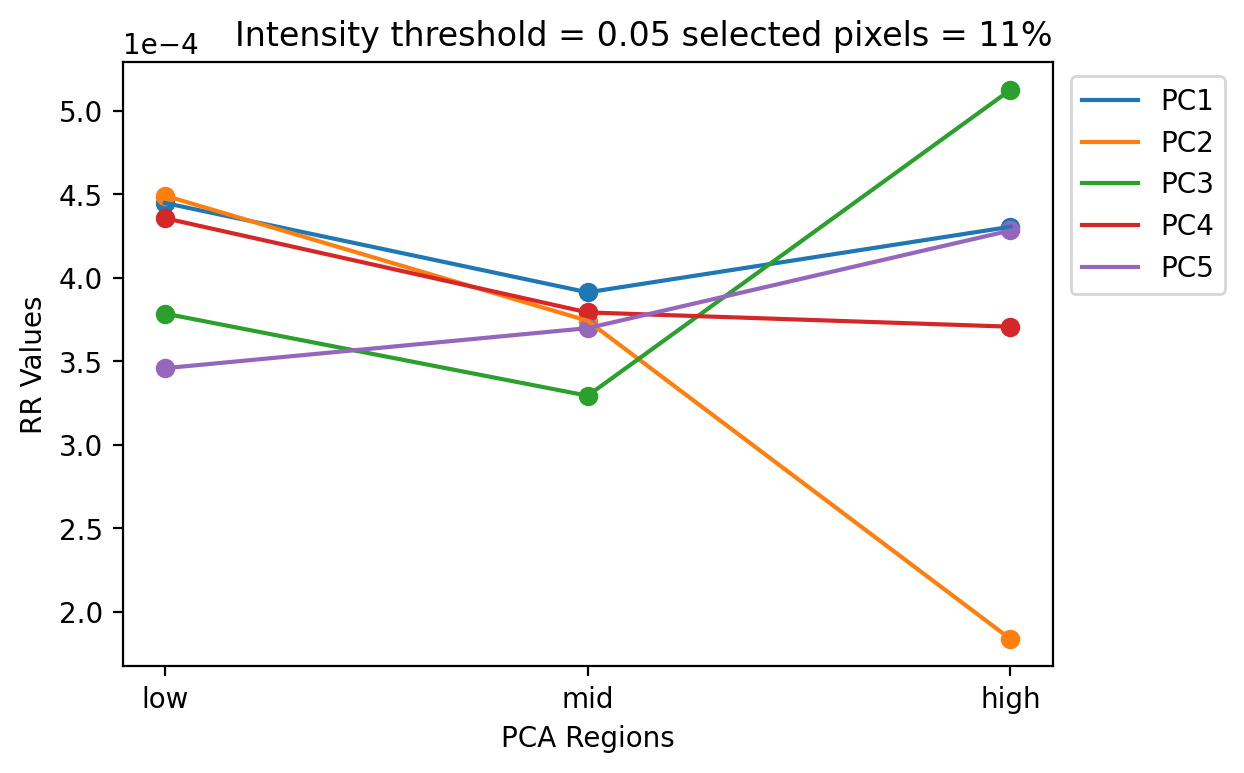 Intensity threshold = 0.05 selected pixels = 11%
1e−4
5.0
4.5
4.0
3.5
3.0
2.5
2.0
RR Values
low mid high
PCA Regions
PC1
PC2
PC3
PC4
PC5